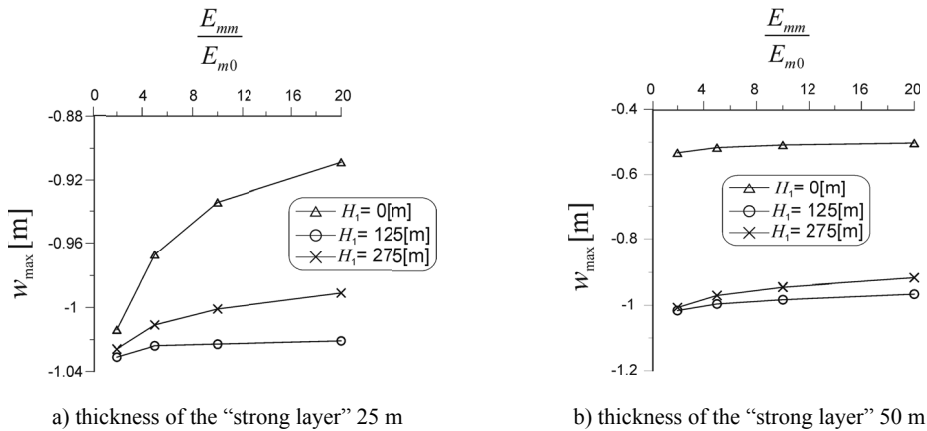 E_mm
E_m0
0 4 8 12 16 20
-0.88
-0.92
-0.96
-1
-1.04
w_max [m]
H_1= 0[m]
H_1= 125[m]
H_1= 275[m]
a) thickness of the “strong layer” 25 m
E_mm
E_m0
0 4 8 12 16 20
-0.4
-0.6
-0.8
-1
-1.2
w_max [m]
H_1= 0[m]
H_1= 125[m]
H_1= 275[m]
b) thickness of the “strong layer” 50 m